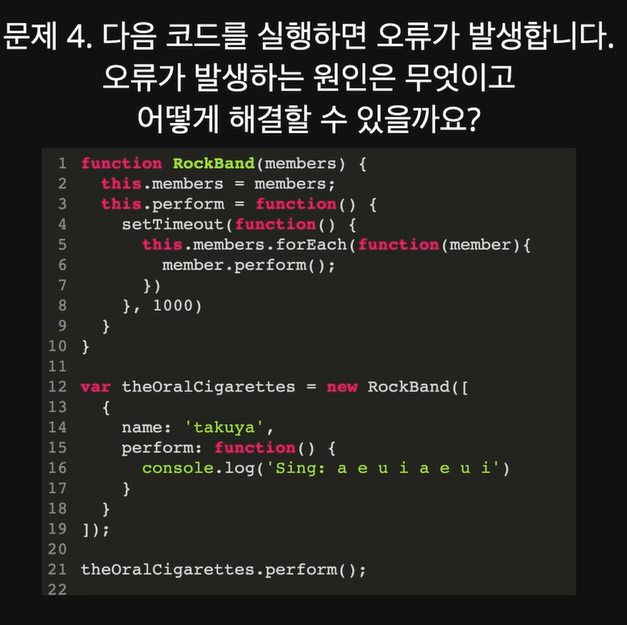 문제 4. 다음 코드를 실행하면 오류가 발생합니다.
오류가 발생하는 원인은 무엇이고
어떻게 해결할 수 있을까요?
1 function RockBand(members) {
2   this.members = members;
3   this.perform = function() {
4     setTimeout(function() {
5       this.members.forEach(function(member){
6         member.perform();
7       })
8     }, 1000)
9   }
10 }
11
12 var theOralCigarettes = new RockBand([
13   {
14     name: 'takuya',
15     perform: function() {
16       console.log('Sing: a e u i a e u i')
17     }
18   }
19 ]);
20
21 theOralCigarettes.perform();
22